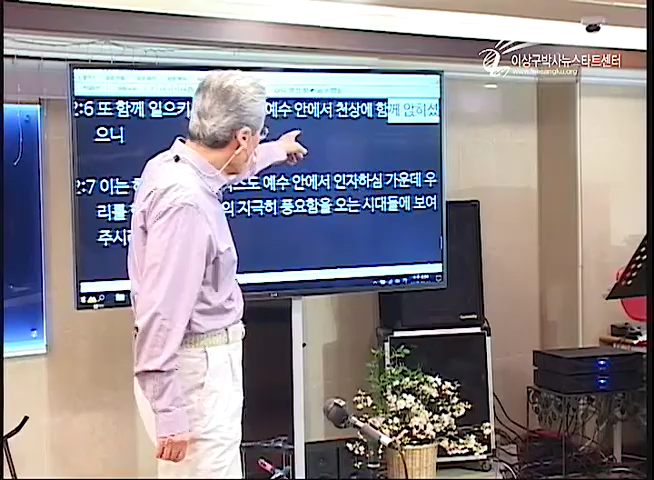 이상구박사뉴스타트센터
www.leesangku.org
2:6 또 함께 일으키 예수 안에서 천상에 함께 앉히셨
으니
2:7 이는 도 예수 안에서 인자하심 가운데 우
리를 의 지극히 풍요함을 오는 시대들에 보여
주시